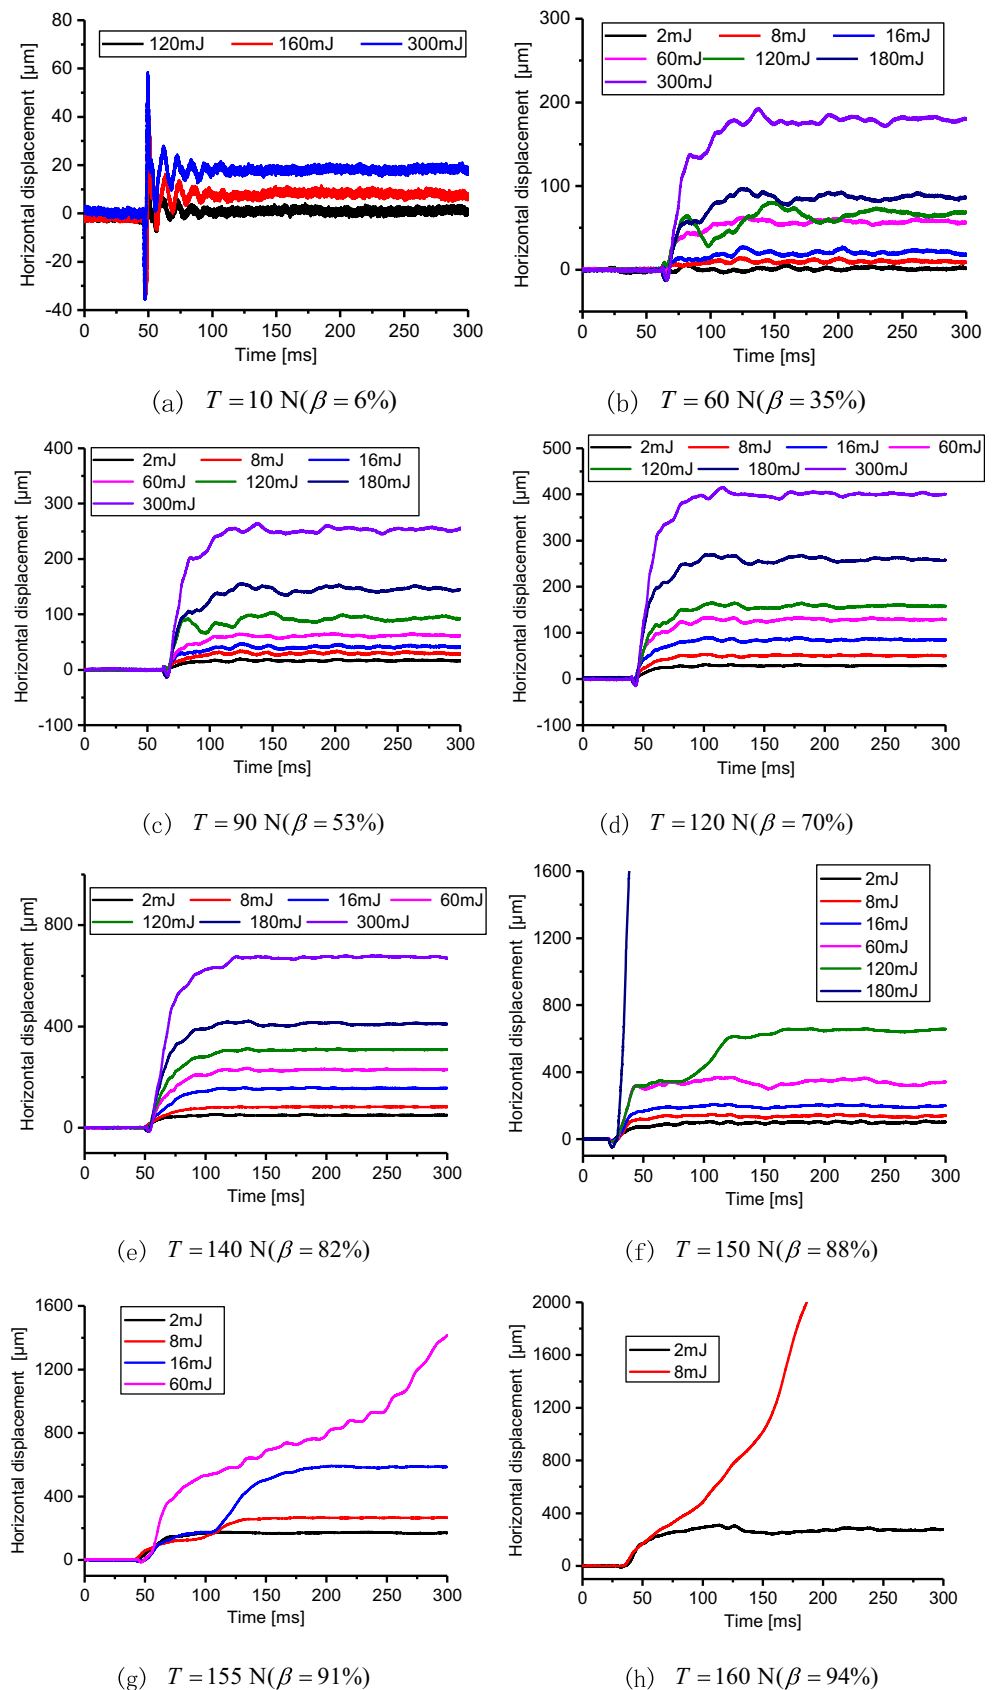 80
60
40
20
0
-20
-40
Horizontal displacement [μm]
120mJ 160mJ 300mJ
0 50 100 150 200 250 300
Time [ms]
(a) T = 10 N(β = 6%)
300
200
100
0
Horizontal displacement [μm]
2mJ 8mJ 16mJ
60mJ 120mJ 180mJ
300mJ
0 50 100 150 200 250 300
Time [ms]
(b) T = 60 N(β = 35%)
400
300
200
100
0
-100
Horizontal displacement [μm]
2mJ 8mJ 16mJ
60mJ 120mJ 180mJ
300mJ
0 50 100 150 200 250 300
Time [ms]
(c) T = 90 N(β = 53%)
500
400
300
200
100
0
-100
Horizontal displacement [μm]
2mJ 8mJ 16mJ 60mJ
120mJ 180mJ 300mJ
0 50 100 150 200 250 300
Time [ms]
(d) T = 120 N(β = 70%)
800
400
0
Horizontal displacement [μm]
2mJ 8mJ 16mJ 60mJ
120mJ 180mJ 300mJ
0 50 100 150 200 250 300
Time [ms]
(e) T = 140 N(β = 82%)
1600
1200
800
400
0
Horizontal displacement [μm]
2mJ
8mJ
16mJ
60mJ
120mJ
180mJ
0 50 100 150 200 250 300
Time [ms]
(f) T = 150 N(β = 88%)
1600
1200
800
400
0
Horizontal displacement [μm]
2mJ
8mJ
16mJ
60mJ
0 50 100 150 200 250 300
Time [ms]
(g) T = 155 N(β = 91%)
2000
1600
1200
800
400
0
Horizontal displacement [μm]
2mJ
8mJ
0 50 100 150 200 250 300
Time [ms]
(h) T = 160 N(β = 94%)